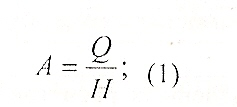 A = Q/H; (1)